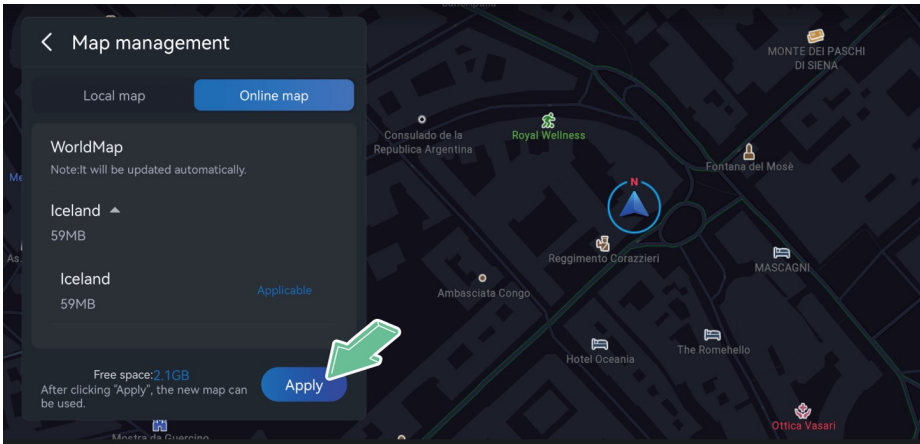 Map management
Local map
Online map
WorldMap
Note:It will be updated automatically.
Iceland
59MB
Iceland
59MB
Applicable
Free space:2.1GB
After clicking "Apply", the new map can
be used.
Apply
MONTE DEI PASCHI
DI SIENA
Consulado de la
Republica Argentina
Royal Wellness
Fontana del Mosè
N
Reggimento Corazzieri
MASCAGNI
Ambasciata Congo
Hotel Oceania
The Romehello
Ottica Vasari
Mostra da Guercino
Me
As.